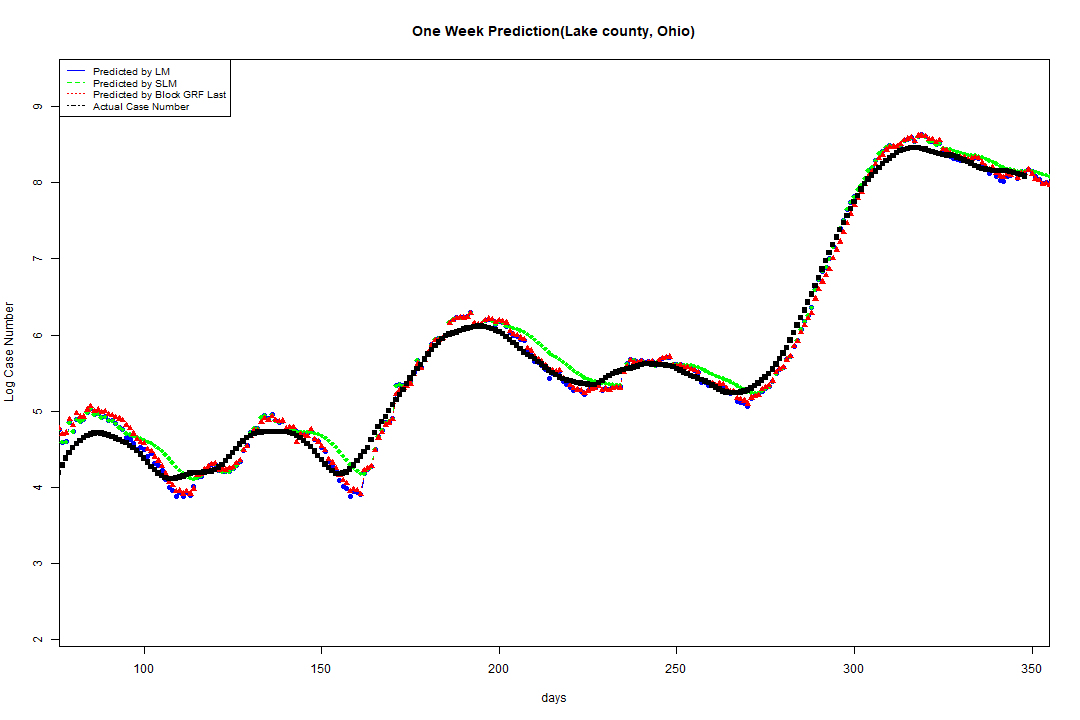 One Week Prediction(Lake county, Ohio)
Predicted by LM
Predicted by SLM
Predicted by Block GRF Last
Actual Case Number
9
8
7
6
5
4
3
2
Log Case Number
100 150 200 250 300 350
days